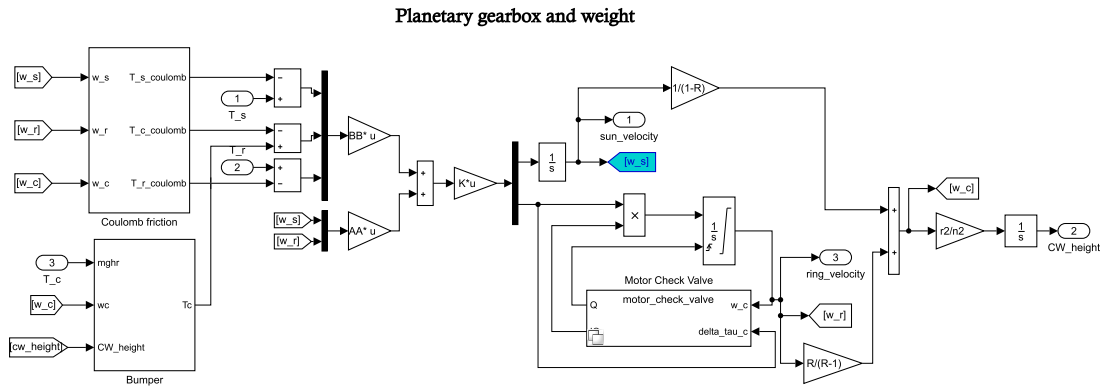 Planetary gearbox and weight
[w_s]
w_s
T_s_coulomb
1
T_s
[w_r]
w_r
T_c_coulomb
T_r
2
[w_c]
w_c
T_r_coulomb
Coulomb friction
[w_s]
[w_r]
BB* u
AA* u
K*u
3
T_c
mghr
[w_c]
wc
Tc
[cw_height]
CW_height
Bumper
1/(1-R)
1
sun_velocity
1
s
[w_s]
×
1
s
Motor Check Valve
motor_check_valve
Q
w_c
delta_tau_c
3
ring_velocity
[w_r]
R/(R-1)
[w_c]
r2/n2
1
s
2
CW_height